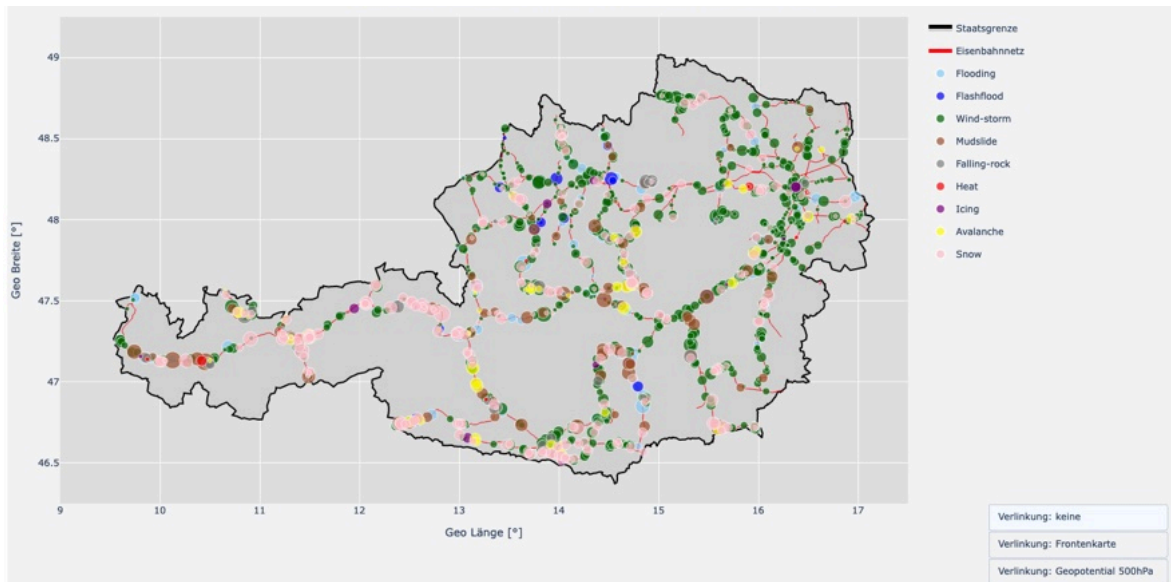 Staatsgrenze
Eisenbahnnetz
Flooding
Flashflood
Wind-storm
Mudslide
Falling-rock
Heat
Icing
Avalanche
Snow
49
48.5
48
47.5
47
46.5
Geo Breite [°]
9 10 11 12 13 14 15 16 17
Geo Länge [°]
Verlinkung: keine
Verlinkung: Frontenkarte
Verlinkung: Geopotential 500hPa